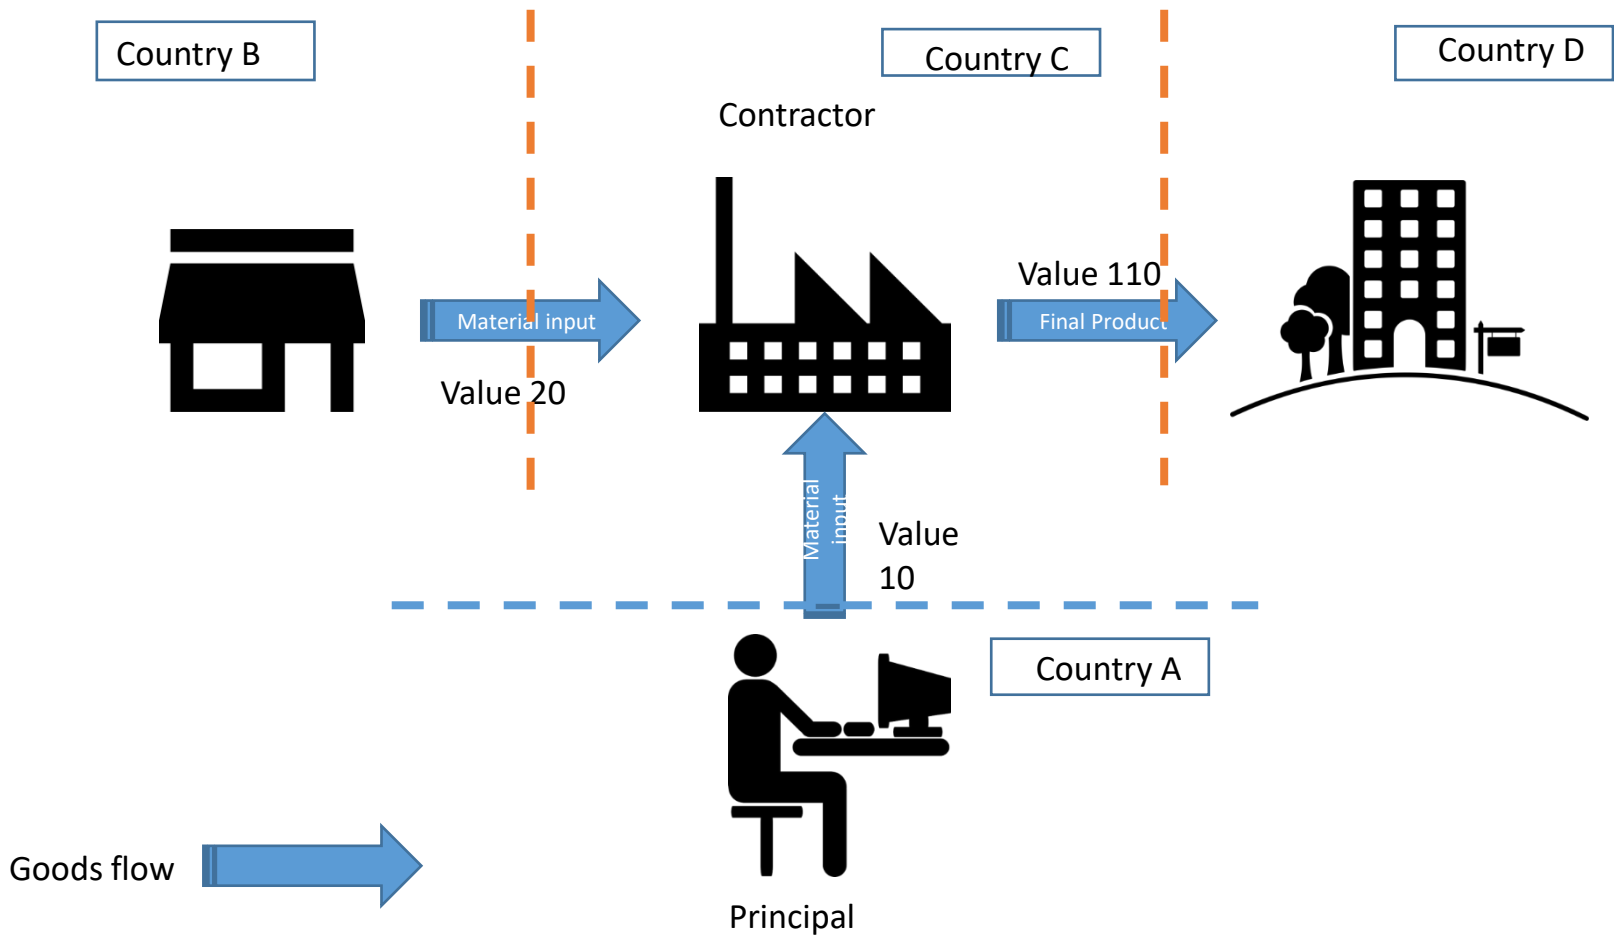 Country B
Country C
Country D
Contractor
Value 110
Material input
Final Product
Value 20
Material
input
Value
10
Country A
Goods flow
Principal